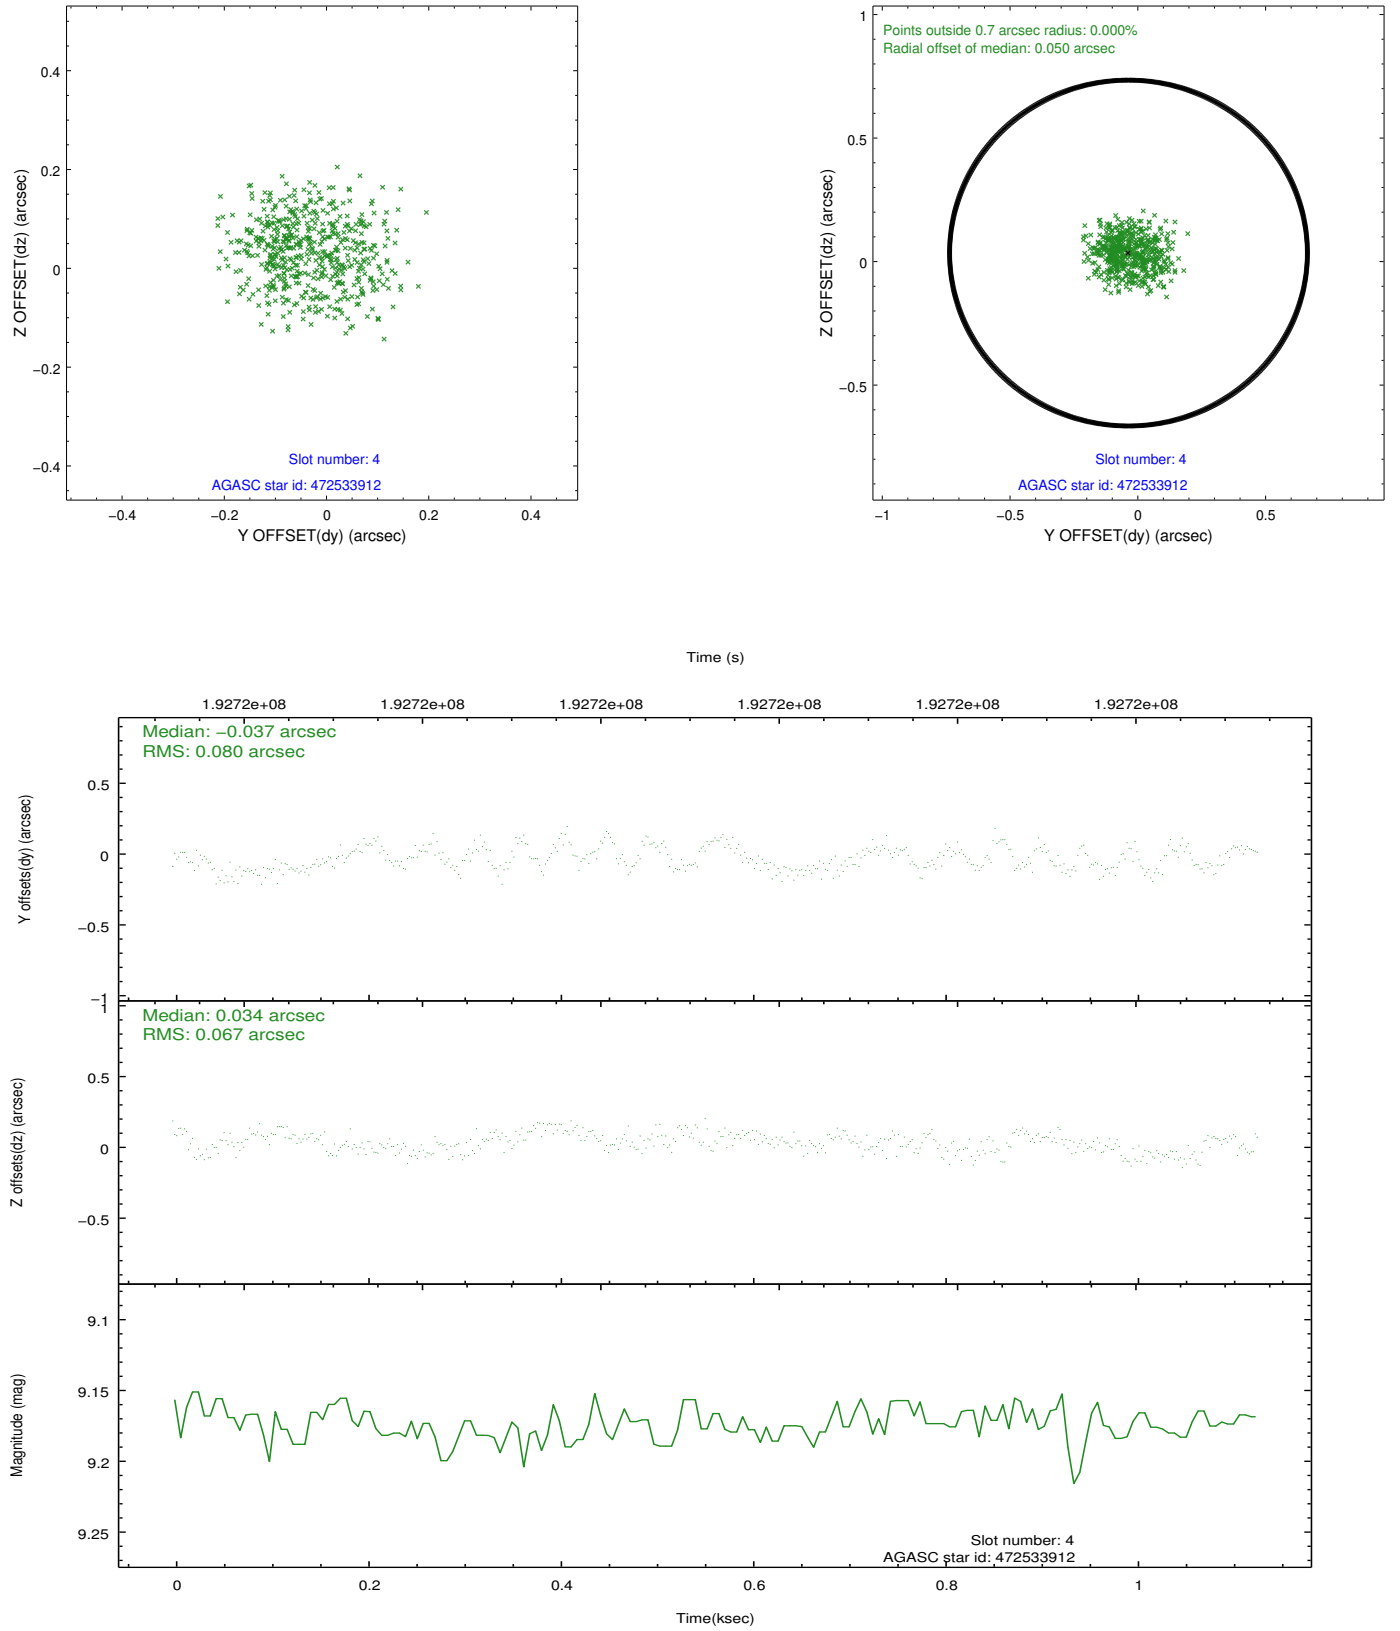 0.4
0.2
0
−0.2
−0.4
Z OFFSET(dz) (arcsec)
Slot number: 4
AGASC star id: 472533912
−0.4
−0.2
0
0.2
0.4
Y OFFSET(dy) (arcsec)
Points outside 0.7 arcsec radius: 0.000%
Radial offset of median: 0.050 arcsec
1
0.5
0
−0.5
Z OFFSET(dz) (arcsec)
Slot number: 4
AGASC star id: 472533912
−1
−0.5
0
0.5
Y OFFSET(dy) (arcsec)
Time (s)
1.9272e+08 1.9272e+08 1.9272e+08 1.9272e+08 1.9272e+08 1.9272e+08
Median: −0.037 arcsec
RMS: 0.080 arcsec
0.5
0
−0.5
−1
Y offsets(dy) (arcsec)
Median: 0.034 arcsec
RMS: 0.067 arcsec
1
0.5
0
−0.5
Z offsets(dz) (arcsec)
9.1
9.15
9.2
9.25
Magnitude (mag)
Slot number: 4
AGASC star id: 472533912
0 0.2 0.4 0.6 0.8 1
Time(ksec)